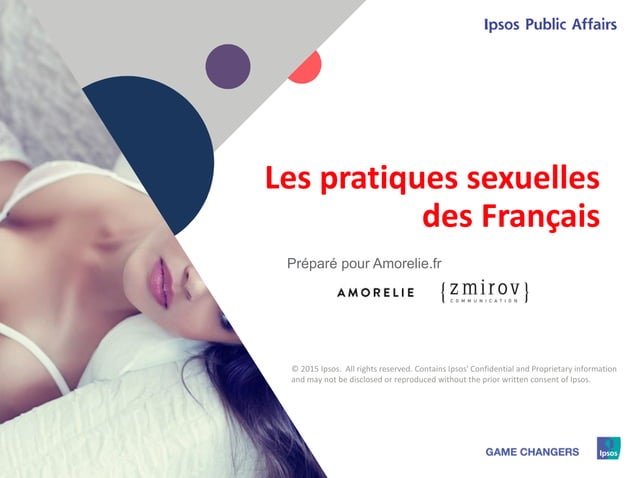 Ipsos Public Affairs
Les pratiques sexuelles
des Français
Préparé pour Amorelie.fr
AMORELIE
{zmirov}
COMMUNICATION
© 2015 Ipsos. All rights reserved. Contains Ipsos' Confidential and Proprietary information
and may not be disclosed or reproduced without the prior written consent of Ipsos.
GAME CHANGERS
Ipsos